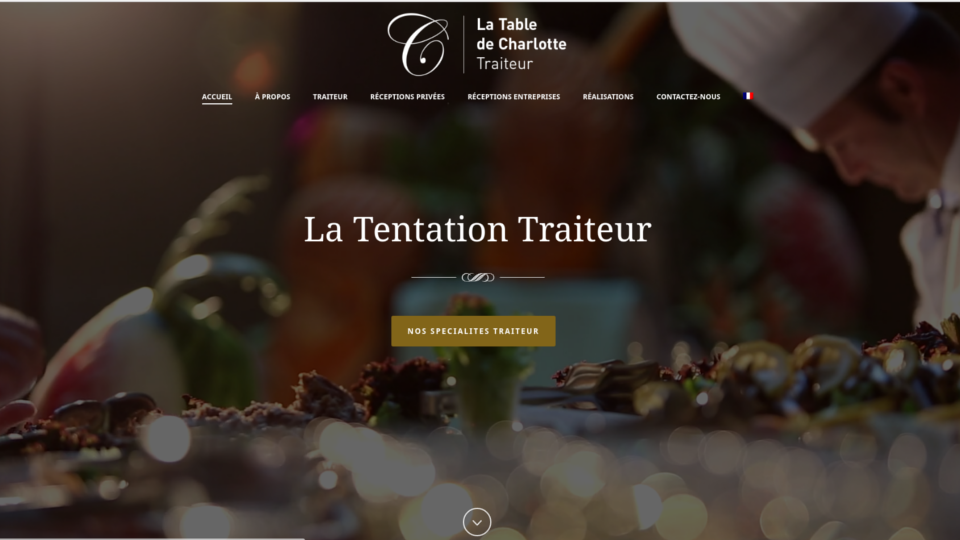 La Table
de Charlotte
Traiteur
ACCUEIL À PROPOS TRAITEUR RÉCEPTIONS PRIVÉES RÉCEPTIONS ENTREPRISES RÉALISATIONS CONTACTEZ-NOUS
La Tentation Traiteur
NOS SPECIALITES TRAITEUR